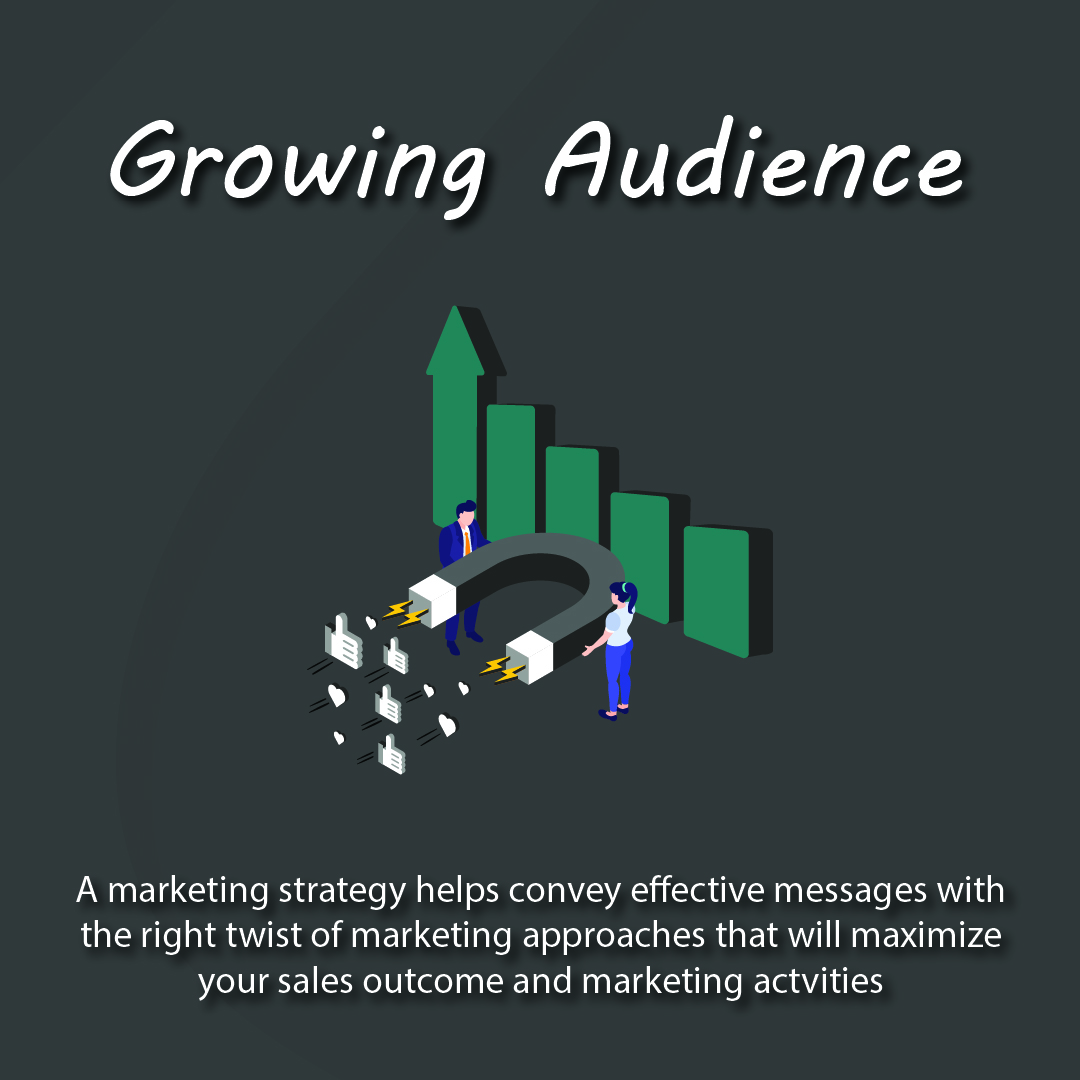 Growing Audience
A marketing strategy helps convey effective messages with
the right twist of marketing approaches that will maximize
your sales outcome and marketing actvities